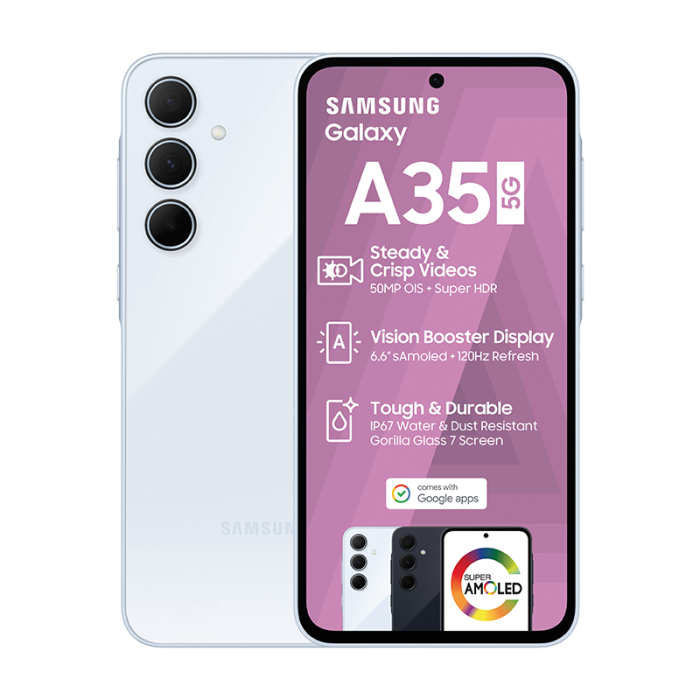 SAMSUNG
Galaxy
A35 5G
Steady &
Crisp Videos
50MP OIS + Super HDR
A
Vision Booster Display
6.6" sAmoled + 120Hz Refresh
Tough & Durable
IP67 Water & Dust Resistant
Gorilla Glass 7 Screen
comes with
Google apps
SAMSUN
SUPER
AMOLED